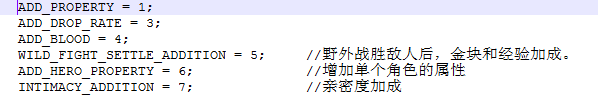 ADD_PROPERTY = 1;
ADD_DROP_RATE = 3;
ADD_BLOOD = 4;
WILD_FIGHT_SETTLE_ADDITION = 5; //野外战胜敌人后，金块和经验加成。
ADD_HERO_PROPERTY = 6; //增加单个角色的属性
INTIMACY_ADDITION = 7; //亲密度加成